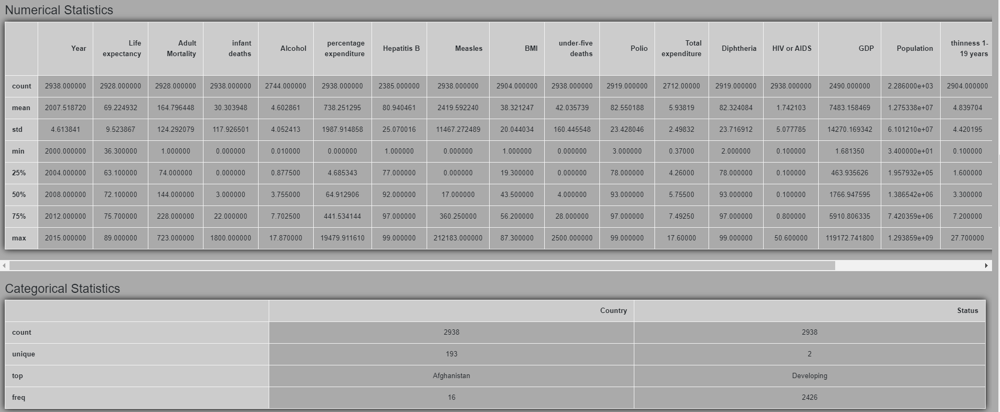 Numerical Statistics
Year Life expectancy Adult Mortality infant deaths Alcohol percentage expenditure Hepatitis B Measles BMI under-five deaths Polio Total expenditure Diphtheria HIV or AIDS GDP Population thinness 1-19 years
count 2938.000000 2928.000000 2928.000000 2938.000000 2744.000000 2938.000000 2385.000000 2938.000000 2904.000000 2938.000000 2919.000000 2712.00000 2919.000000 2938.000000 2490.000000 2.286000e+03 2904.000000
mean 2007.518720 69.224932 164.796448 30.303948 4.602861 738.251295 80.940461 2419.592240 38.321247 42.035739 82.550188 5.93819 82.324084 1.742103 7483.158469 1.275338e+07 4.839704
std 4.613841 9.523867 124.292079 117.926501 4.052413 1987.914858 25.070016 11467.272489 20.044034 160.445548 23.428046 2.49832 23.716912 5.077785 14270.169342 6.101210e+07 4.420195
min 2000.000000 36.300000 1.000000 0.000000 0.010000 0.000000 1.000000 0.000000 1.000000 0.000000 3.000000 0.37000 2.000000 0.100000 1.681350 3.400000e+01 0.100000
25% 2004.000000 63.100000 74.000000 0.000000 0.877500 4.685343 77.000000 0.000000 19.300000 0.000000 78.000000 4.26000 78.000000 0.100000 463.935626 1.957932e+05 1.600000
50% 2008.000000 72.100000 144.000000 3.000000 3.755000 64.912906 92.000000 17.000000 43.500000 4.000000 93.000000 5.75500 93.000000 0.100000 1766.947595 1.386542e+06 3.300000
75% 2012.000000 75.700000 228.000000 22.000000 7.702500 441.534144 97.000000 360.250000 56.200000 28.000000 97.000000 7.49250 97.000000 0.800000 5910.806335 7.420359e+06 7.200000
max 2015.000000 89.000000 723.000000 1800.000000 17.870000 19479.911610 99.000000 212183.000000 87.300000 2500.000000 99.000000 17.60000 99.000000 50.600000 119172.741800 1.293859e+09 27.700000
Categorical Statistics
Country Status
count 2938 2938
unique 193 2
top Afghanistan Developing
freq 16 2426